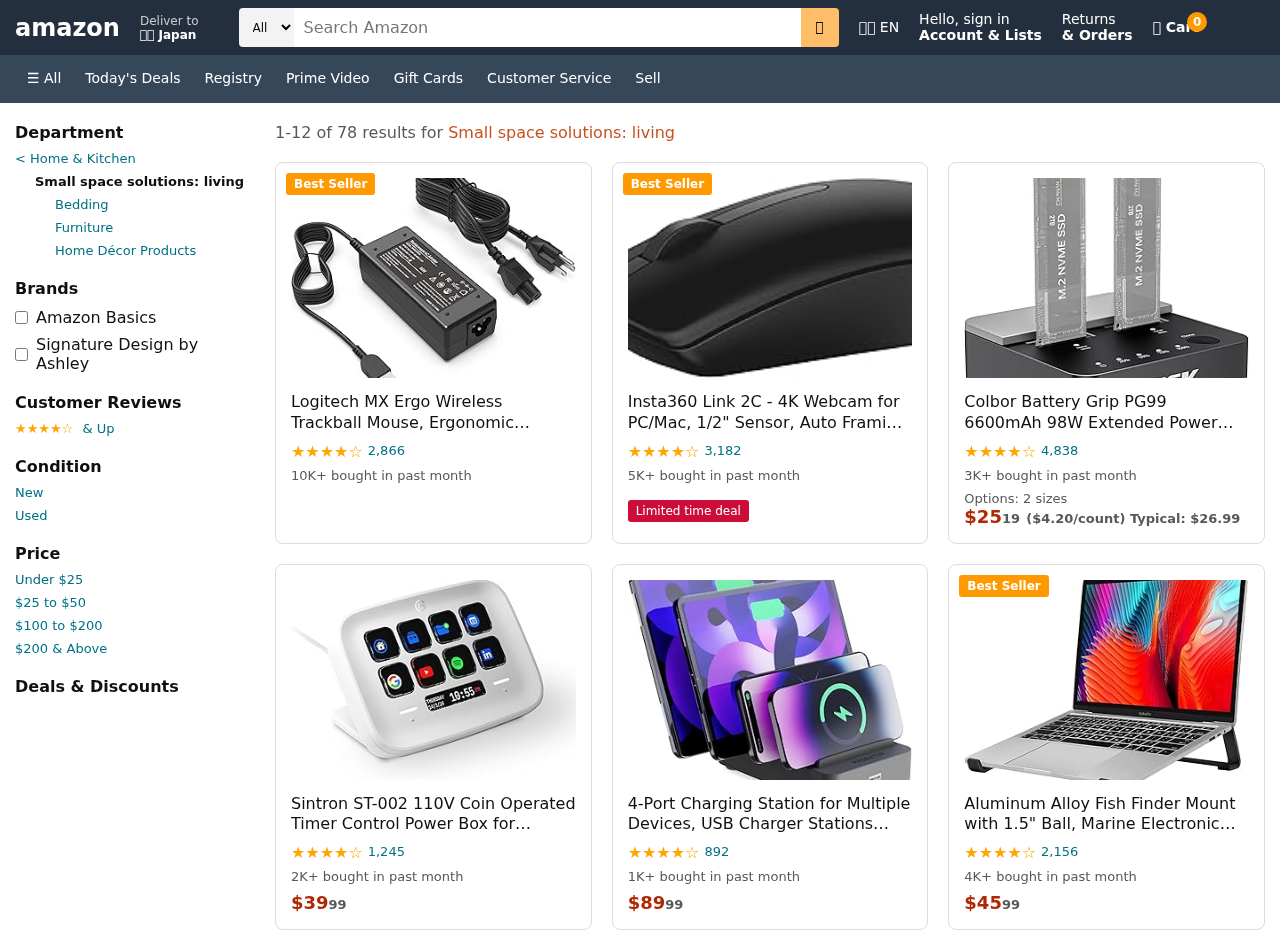 amazon
Deliver to
Japan
All
Search Amazon
EN
Hello, sign in
Account & Lists
Returns
& Orders
0
☰ All
Today's Deals
Registry
Prime Video
Gift Cards
Customer Service
Sell
Department
< Home & Kitchen
Small space solutions: living
Bedding
Furniture
Home Décor Products
Brands
Amazon Basics
Signature Design by
Ashley
Customer Reviews
★★★★☆ & Up
Condition
New
Used
Price
Under $25
$25 to $50
$100 to $200
$200 & Above
Deals & Discounts
1-12 of 78 results for Small space solutions: living
Best Seller
Logitech MX Ergo Wireless
Trackball Mouse, Ergonomic…
★★★★☆ 2,866
10K+ bought in past month
Best Seller
Insta360 Link 2C - 4K Webcam for
PC/Mac, 1/2" Sensor, Auto Frami…
★★★★☆ 3,182
5K+ bought in past month
Limited time deal
M.2 NVME SSD
2TB
M.2 NVME SSD
2TB
Colbor Battery Grip PG99
6600mAh 98W Extended Power…
★★★★☆ 4,838
3K+ bought in past month
Options: 2 sizes
$25 19 ($4.20/count) Typical: $26.99
10:55
Sintron ST-002 110V Coin Operated
Timer Control Power Box for…
★★★★☆ 1,245
2K+ bought in past month
$39 99
4-Port Charging Station for Multiple
Devices, USB Charger Stations…
★★★★☆ 892
1K+ bought in past month
$89 99
Best Seller
Aluminum Alloy Fish Finder Mount
with 1.5" Ball, Marine Electronic…
★★★★☆ 2,156
4K+ bought in past month
$45 99